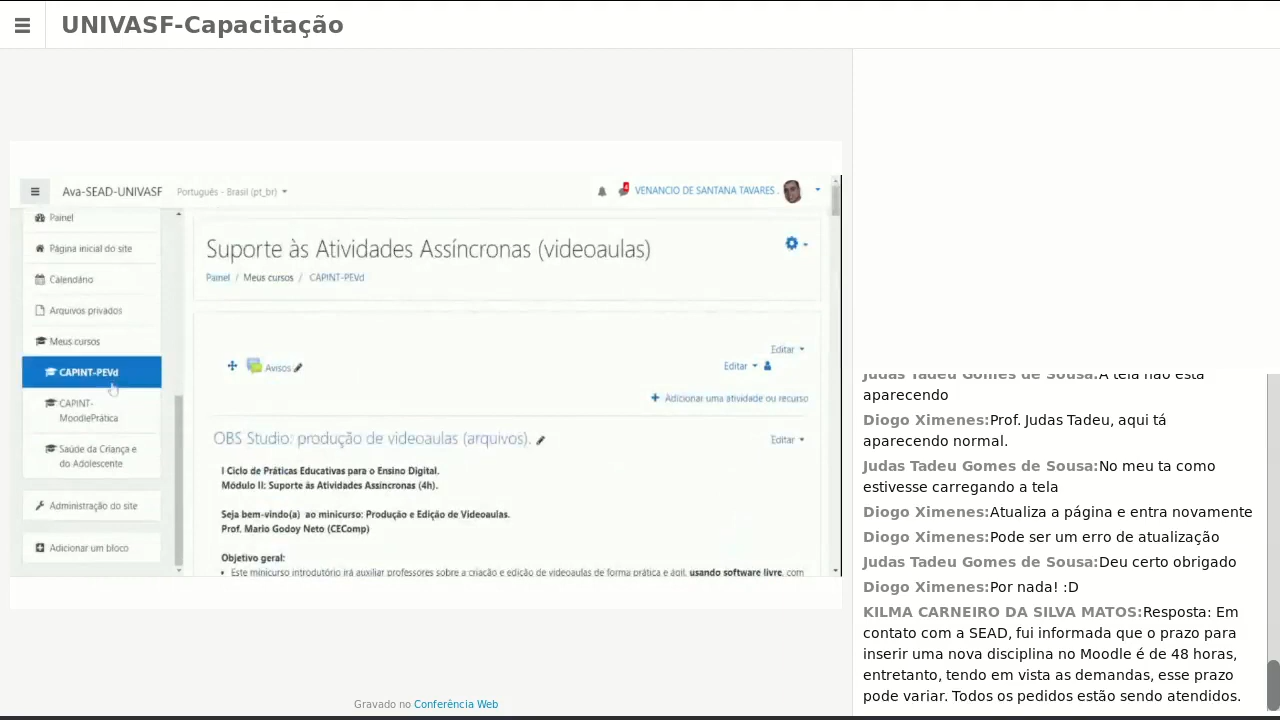 UNIVASF-Capacitação
Ava-SEAD-UNIVASF
Português - Brasil (pt_br)
4
VENANCIO DE SANTANA TAVARES .
Painel
Página inicial do site
Calendário
Arquivos privados
Meus cursos
CAPINT-PEVd
CAPINT-
MoodlePrática
Saúde da Criança e
do Adolescente
Administração do site
Adicionar um bloco
Suporte às Atividades Assíncronas (videoaulas)
Painel / Meus cursos / CAPINT-PEVd
Editar
Avisos
Editar
Adicionar uma atividade ou recurso
OBS Studio: produção de videoaulas (arquivos).
Editar
I Ciclo de Práticas Educativas para o Ensino Digital.
Módulo II: Suporte às Atividades Assíncronas (4h).
Seja bem-vindo(a) ao minicurso: Produção e Edição de Videoaulas.
Prof. Mario Godoy Neto (CEComp)
Objetivo geral:
• Este minicurso introdutório irá auxiliar professores sobre a criação e edição de videoaulas de forma prática e ágil, usando software livre, com
Gravado no Conferência Web
Judas Tadeu Gomes de Sousa:A tela não está
aparecendo
Diogo Ximenes:Prof. Judas Tadeu, aqui tá
aparecendo normal.
Judas Tadeu Gomes de Sousa:No meu ta como
estivesse carregando a tela
Diogo Ximenes:Atualiza a página e entra novamente
Diogo Ximenes:Pode ser um erro de atualização
Judas Tadeu Gomes de Sousa:Deu certo obrigado
Diogo Ximenes:Por nada! :D
KILMA CARNEIRO DA SILVA MATOS:Resposta: Em
contato com a SEAD, fui informada que o prazo para
inserir uma nova disciplina no Moodle é de 48 horas,
entretanto, tendo em vista as demandas, esse prazo
pode variar. Todos os pedidos estão sendo atendidos.